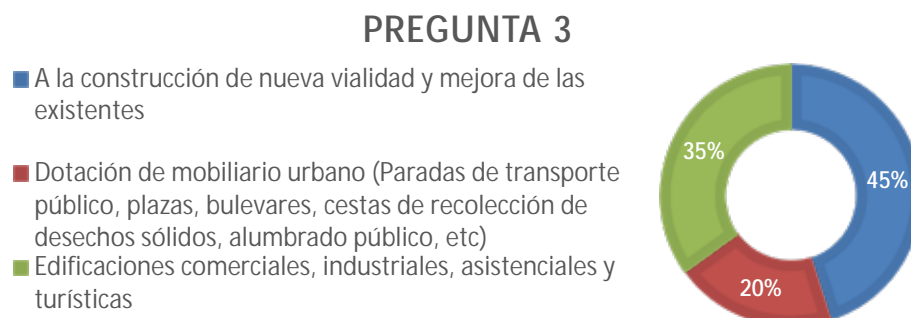 PREGUNTA 3
A la construcción de nueva vialidad y mejora de las
existentes
Dotación de mobiliario urbano (Paradas de transporte
público, plazas, bulevares, cestas de recolección de
desechos sólidos, alumbrado público, etc)
Edificaciones comerciales, industriales, asistenciales y
turísticas
35%
45%
20%